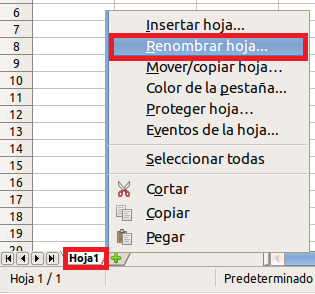 6
Insertar hoja...
7
Renombrar hoja...
8
Mover/copiar hoja...
9
Color de la pestaña...
10
11
Proteger hoja...
12
Eventos de la hoja...
13
14
Seleccionar todas
15
16
Cortar
17
Copiar
18
Pegar
19
20
Hoja1
Hoja 1 / 1
Predeterminado